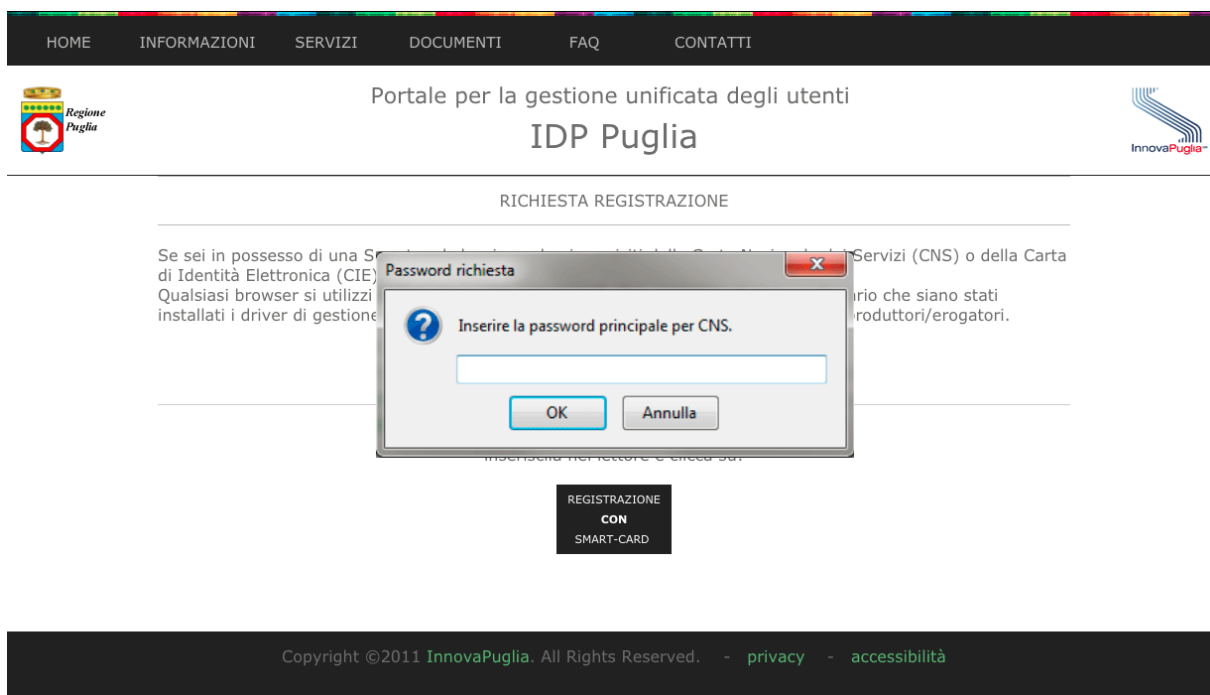 HOME INFORMAZIONI SERVIZI DOCUMENTI FAQ CONTATTI
Regione
Puglia
Portale per la gestione unificata degli utenti
IDP Puglia
InnovaPuglia
RICHIESTA REGISTRAZIONE
Se sei in possesso di una Servizi (CNS) o della Carta
di Identità Elettronica (CIE)
Qualsiasi browser si utilizzi che siano stati
installati i driver di gestione
Password richiesta
Inserire la password principale per CNS.
OK Annulla
REGISTRAZIONE
CON
SMART-CARD
Copyright ©2011 InnovaPuglia. All Rights Reserved. - privacy - accessibilità